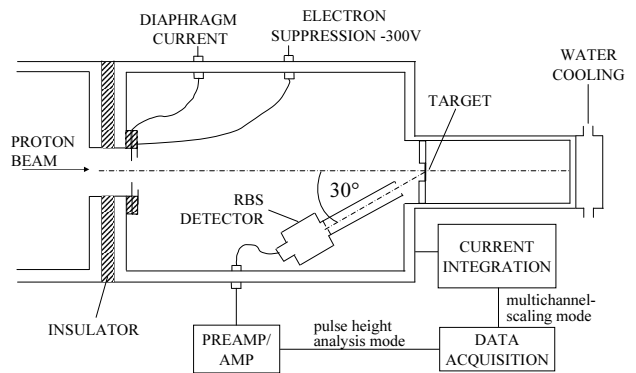 DIAPHRAGM
CURRENT
ELECTRON
SUPPRESSION -300V
WATER
COOLING
TARGET
PROTON
BEAM
30°
RBS
DETECTOR
CURRENT
INTEGRATION
multichannel-
scaling mode
INSULATOR
PREAMP/
AMP
pulse height
analysis mode
DATA
ACQUISITION